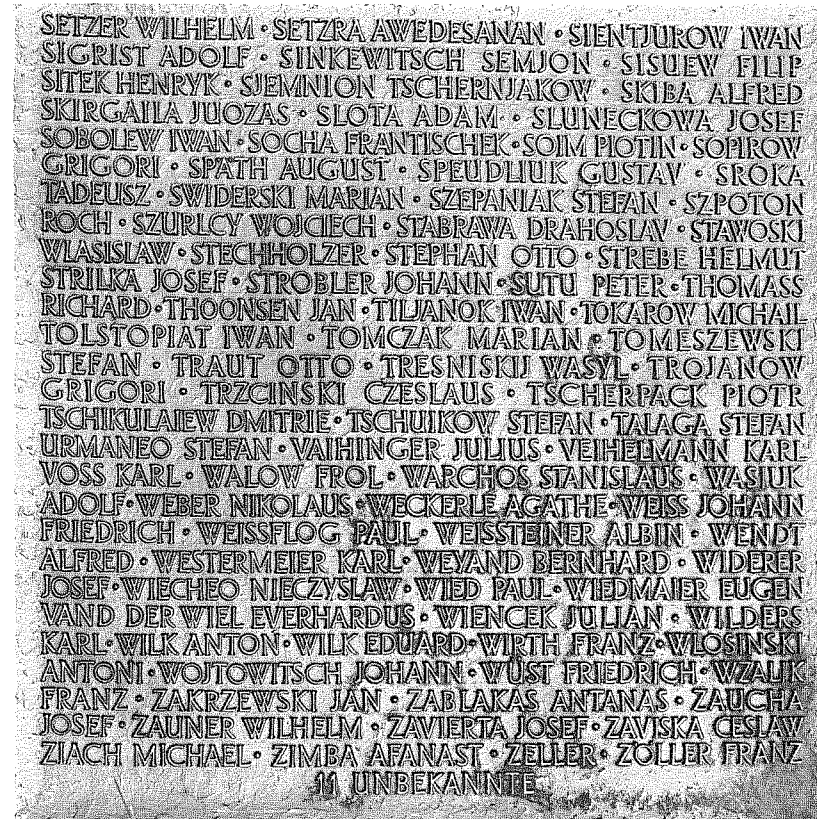 SETZER WILHELM · SETZRA AWEDESANAN · SIENTJUROW IWAN
SIGRIST ADOLF · SINKEWITSCH SEMJON · SISUEW FILIP
SITEK HENRYK · SJEMNION TSCHERNJAKOW · SKIBA ALFRED
SKIRGAILA JUOZAS · SLOTA ADAM · SLUNECKOWA JOSEF
SOBOLEW IWAN · SOCHA FRANTISCHEK · SOIM PIOTIN · SOPIROW
GRIGORI · SPÄTH AUGUST · SPEUDLIUK GUSTAV · SROKA
TADEUSZ · SWIDERSKI MARIAN · SZEPANIAK STEFAN · SZPOTON
ROCH · SZURLCY WOJCIECH · STABRAWA DRAHOSLAV · STAWOSKI
WLASISLAW · STECHHOLZER · STEPHAN OTTO · STREBE HELMUT
STRILKA JOSEF · STROBLER JOHANN · SUTU PETER · THOMASS
RICHARD · THOONSEN JAN · TILJANOK IWAN · TOKAROW MICHAIL
TOLSTOPIAT IWAN · TOMCZAK MARIAN · TOMESZEWSKI
STEFAN · TRAUT OTTO · TRESNISKIJ WASYL · TROJANOW
GRIGORI · TRZCINSKI CZESLAUS · TSCHERPACK PIOTR
TSCHIKULAIEW DMITRIE · TSCHUIKOW STEFAN · TALAGA STEFAN
URMANEO STEFAN · VAIHINGER JULIUS · VEIHELMANN KARL
VOSS KARL · WALOW FROL · WARCHOS STANISLAUS · WASJUK
ADOLF · WEBER NIKOLAUS · WECKERLE AGATHE · WEISS JOHANN
FRIEDRICH · WEISSFLOG PAUL · WEISSTEINER ALBIN · WENDT
ALFRED · WESTERMEIER KARL · WEYAND BERNHARD · WIDERER
JOSEF · WIECHEO NIECZYSLAW · WIED PAUL · WIEDMAIER EUGEN
VAND DER WIEL EVERHARDUS · WIENCEK JULIAN · WILDERS
KARL · WILK ANTON · WILK EDUARD · WIRTH FRANZ · WLOSINSKI
ANTONI · WOJTOWITSCH JOHANN · WÜST FRIEDRICH · WZALIK
FRANZ · ZAKRZEWSKI JAN · ZABLAKAS ANTANAS · ZAUCHA
JOSEF · ZAUNER WILHELM · ZAVIERTA JOSEF · ZAVISKA CESLAW
ZIACH MICHAEL · ZIMBA AFANAST · ZELLER · ZÖLLER FRANZ
11 UNBEKANNTE